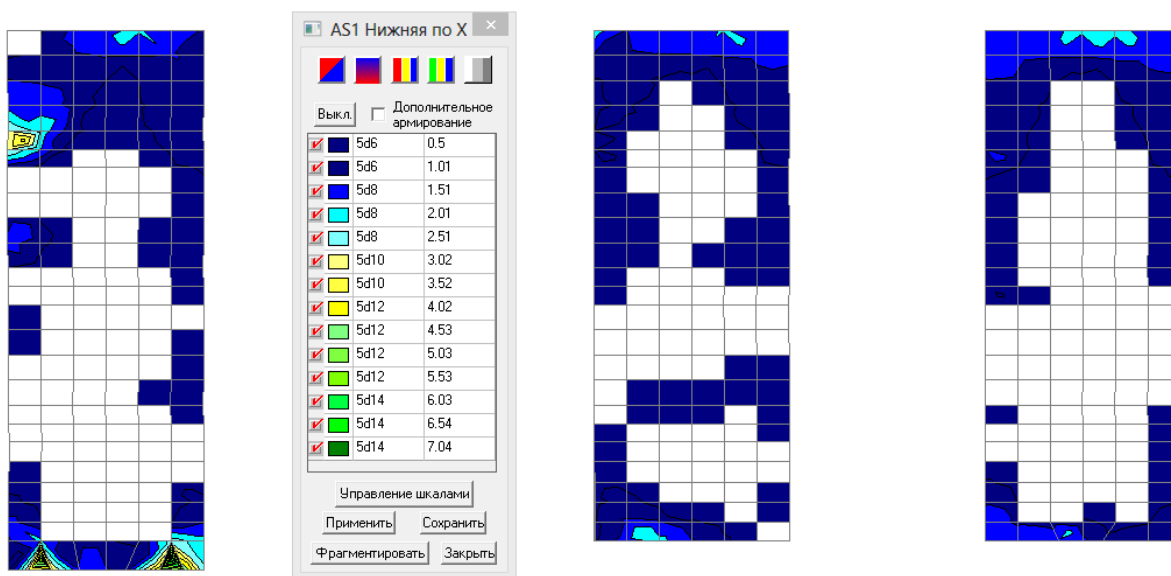 AS1 Нижняя по X
Выкл. Дополнительное
армирование
5d6 0.5
5d6 1.01
5d8 1.51
5d8 2.01
5d8 2.51
5d10 3.02
5d10 3.52
5d12 4.02
5d12 4.53
5d12 5.03
5d12 5.53
5d14 6.03
5d14 6.54
5d14 7.04
Управление шкалами
Применить Сохранить
Фрагментировать Закрыть